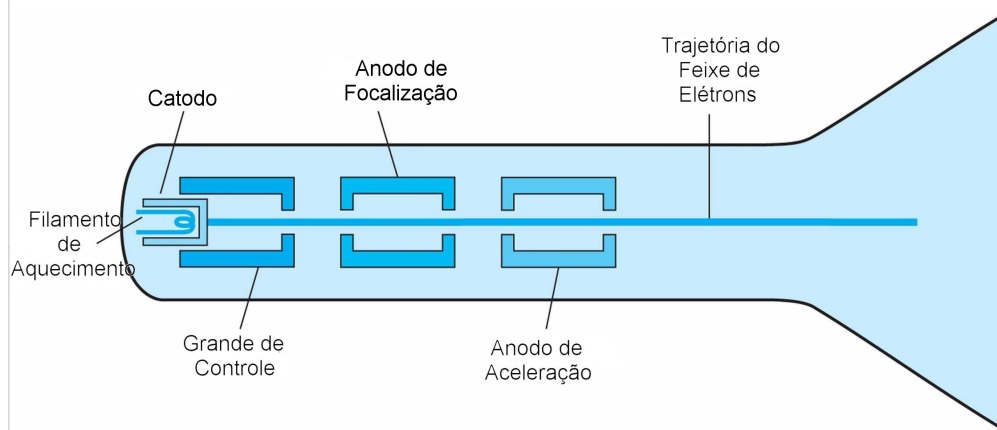 Trajetória do
Feixe de
Elétrons
Anodo de
Focalização
Catodo
Filamento
de
Aquecimento
Grande de
Controle
Anodo de
Aceleração